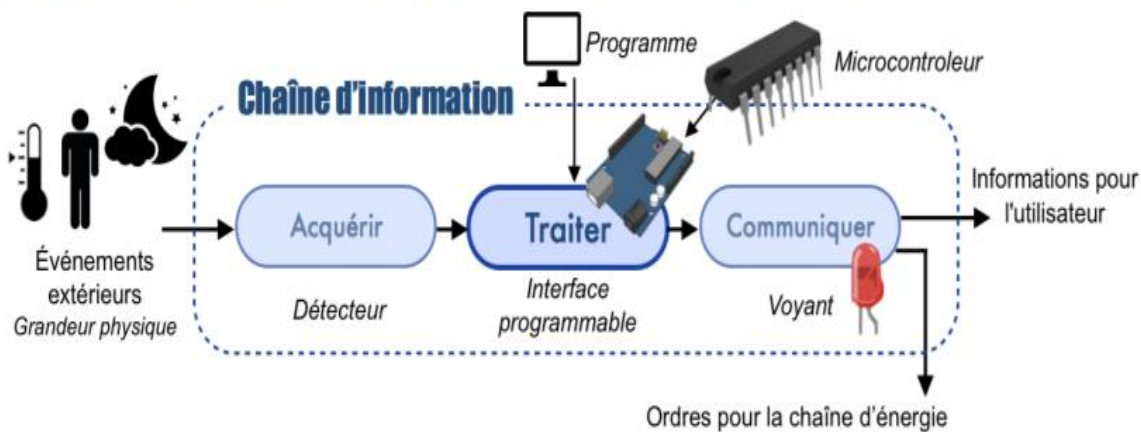 Programme
Microcontroleur
Chaîne d'information
Informations pour
l'utilisateur
Acquérir
Traiter
Communiquer
Événements
extérieurs
Grandeur physique
Détecteur
Interface
programmable
Voyant
Ordres pour la chaîne d'énergie